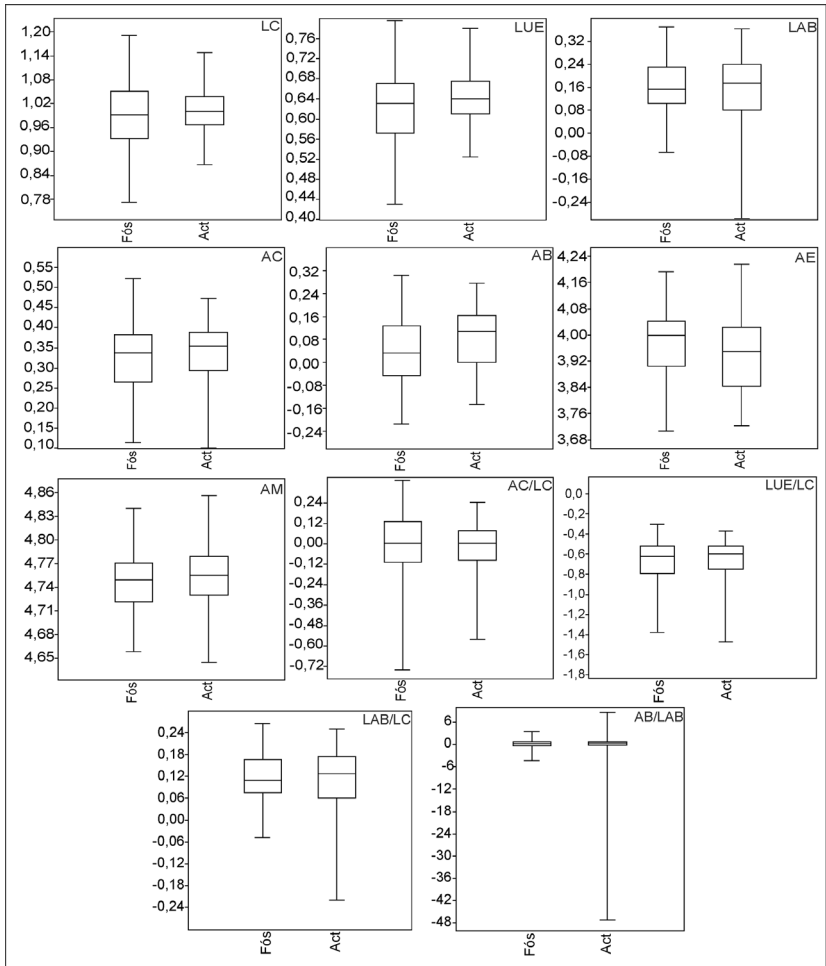 LC
1,20
1,14
1,08
1,02
0,96
0,90
0,84
0,78
Fós
Act
LUE
0,76
0,72
0,68
0,64
0,60
0,56
0,52
0,48
0,44
0,40
Fós
Act
LAB
0,32
0,24
0,16
0,08
0,00
-0,08
-0,16
-0,24
Fós
Act
AC
0,55
0,50
0,45
0,40
0,35
0,30
0,25
0,20
0,15
0,10
Fós
Act
AB
0,32
0,24
0,16
0,08
0,00
-0,08
-0,16
-0,24
Fós
Act
AE
4,24
4,16
4,08
4,00
3,92
3,84
3,76
3,68
Fós
Act
AM
4,86
4,83
4,80
4,77
4,74
4,71
4,68
4,65
Fós
Act
AC/LC
0,24
0,12
0,00
-0,12
-0,24
-0,36
-0,48
-0,60
-0,72
Fós
Act
LUE/LC
0,0
-0,2
-0,4
-0,6
-0,8
-1,0
-1,2
-1,4
-1,6
-1,8
Fós
Act
LAB/LC
0,24
0,18
0,12
0,06
0,00
-0,06
-0,12
-0,18
-0,24
Fós
Act
AB/LAB
6
0
-6
-12
-18
-24
-30
-36
-42
-48
Fós
Act